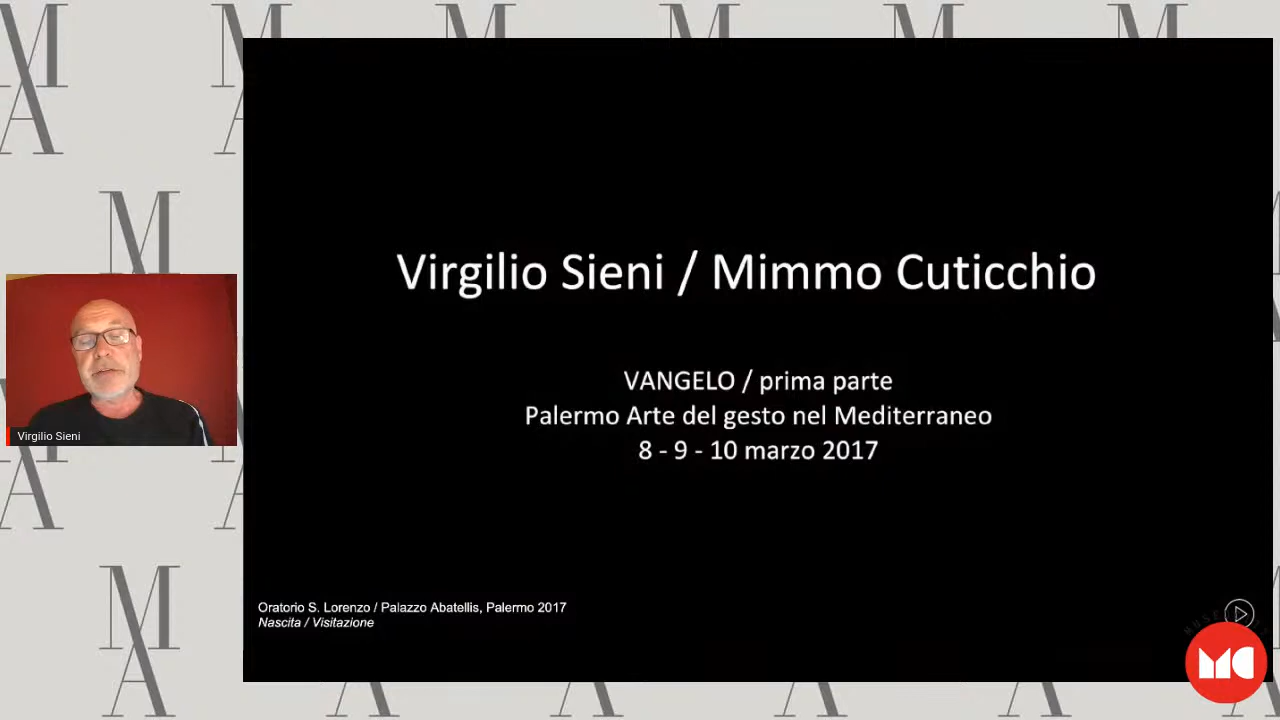 Virgilio Sieni / Mimmo Cuticchio
VANGELO / prima parte
Palermo Arte del gesto nel Mediterraneo
8 - 9 - 10 marzo 2017
Virgilio Sieni
Oratorio S. Lorenzo / Palazzo Abatellis, Palermo 2017
Nascita / Visitazione